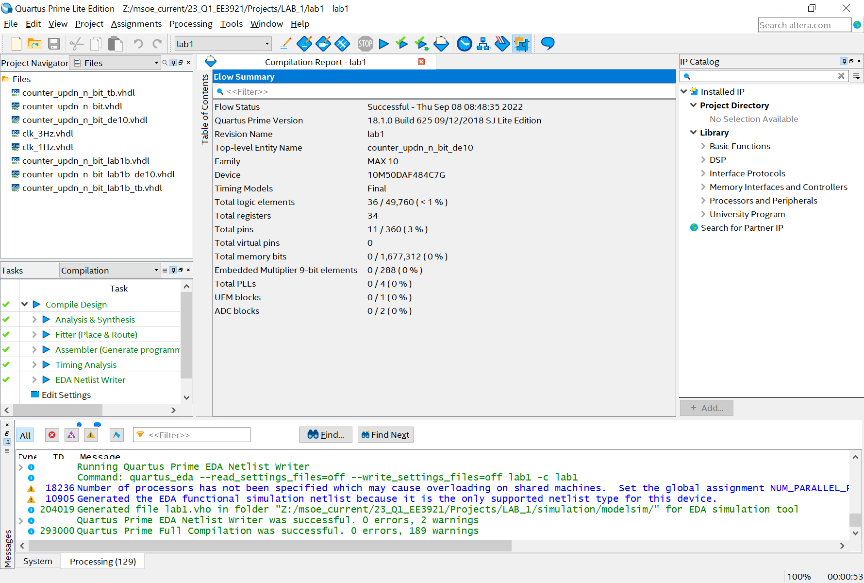 Quartus Prime Lite Edition Z:/msoe_current/23_Q1_EE3921/Projects/LAB_1/lab1 lab1
File Edit View Project Assignments Processing Tools Window Help
Search altera.com
STOP
lab1
Project Navigator Files
Files
counter_updn_n_bit_tb.vhdl
counter_updn_n_bit.vhdl
counter_updn_n_bit_de10.vhdl
clk_3Hz.vhdl
clk_1Hz.vhdl
counter_updn_n_bit_lab1b.vhdl
counter_updn_n_bit_lab1b_de10.vhdl
counter_updn_n_bit_lab1b_tb.vhdl
Tasks Compilation
Task
Compile Design
Analysis & Synthesis
Fitter (Place & Route)
Assembler (Generate programm
Timing Analysis
EDA Netlist Writer
Edit Settings
Table of Contents
Compilation Report - lab1
Flow Summary
<<Filter>>
Flow Status Successful - Thu Sep 08 08:48:35 2022
Quartus Prime Version 18.1.0 Build 625 09/12/2018 SJ Lite Edition
Revision Name lab1
Top-level Entity Name counter_updn_n_bit_de10
Family MAX 10
Device 10M50DAF484C7G
Timing Models Final
Total logic elements 36 / 49,760 ( < 1 % )
Total registers 34
Total pins 11 / 360 ( 3 % )
Total virtual pins 0
Total memory bits 0 / 1,677,312 ( 0 % )
Embedded Multiplier 9-bit elements 0 / 288 ( 0 % )
Total PLLs 0 / 4 ( 0 % )
UFM blocks 0 / 1 ( 0 % )
ADC blocks 0 / 2 ( 0 % )
IP Catalog
Installed IP
Project Directory
No Selection Available
Library
Basic Functions
DSP
Interface Protocols
Memory Interfaces and Controllers
Processors and Peripherals
University Program
Search for Partner IP
+ Add...
All
<<Filter>>
Find...
Find Next
Type ID Message
Running Quartus Prime EDA Netlist Writer
Command: quartus_eda --read_settings_files=off --write_settings_files=off lab1 -c lab1
18236 Number of processors has not been specified which may cause overloading on shared machines. Set the global assignment NUM_PARALLEL_P
10905 Generated the EDA functional simulation netlist because it is the only supported netlist type for this device.
204019 Generated file lab1.vho in folder "Z:/msoe_current/23_Q1_EE3921/Projects/LAB_1/simulation/modelsim/" for EDA simulation tool
Quartus Prime EDA Netlist Writer was successful. 0 errors, 2 warnings
293000 Quartus Prime Full Compilation was successful. 0 errors, 189 warnings
Messages
System Processing (129)
100% 00:00:53